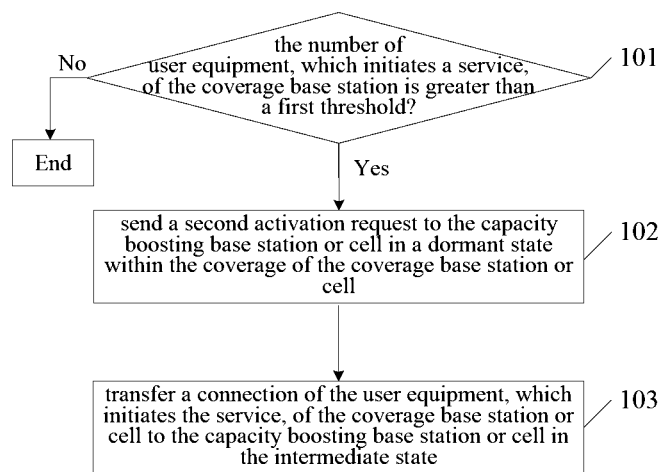 the number of
user equipment, which initiates a service,
of the coverage base station is greater than
a first threshold?
101
No
End
Yes
send a second activation request to the capacity
boosting base station or cell in a dormant state
within the coverage of the coverage base station or
cell
102
transfer a connection of the user equipment, which
initiates the service, of the coverage base station or
cell to the capacity boosting base station or cell in
the intermediate state
103